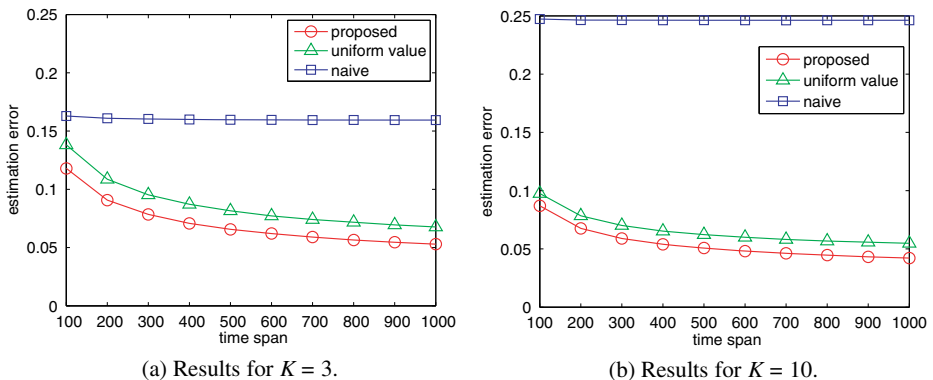 0.25
0.2
0.15
0.1
0.05
0
estimation error
proposed
uniform value
naive
100 200 300 400 500 600 700 800 900 1000
time span
(a) Results for K = 3.
0.25
0.2
0.15
0.1
0.05
0
estimation error
proposed
uniform value
naive
100 200 300 400 500 600 700 800 900 1000
time span
(b) Results for K = 10.